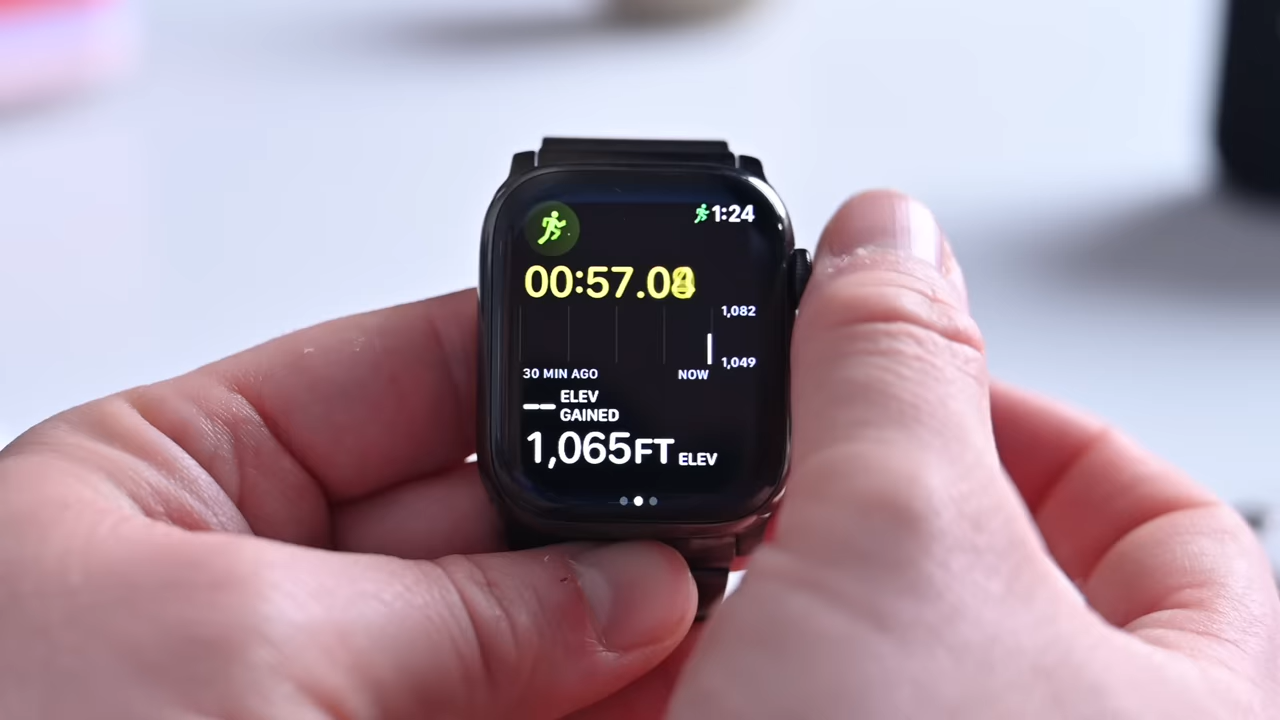 1:24
00:57.0
1,082
1,049
30 MIN AGO NOW
ELEV
GAINED
1,065FT ELEV